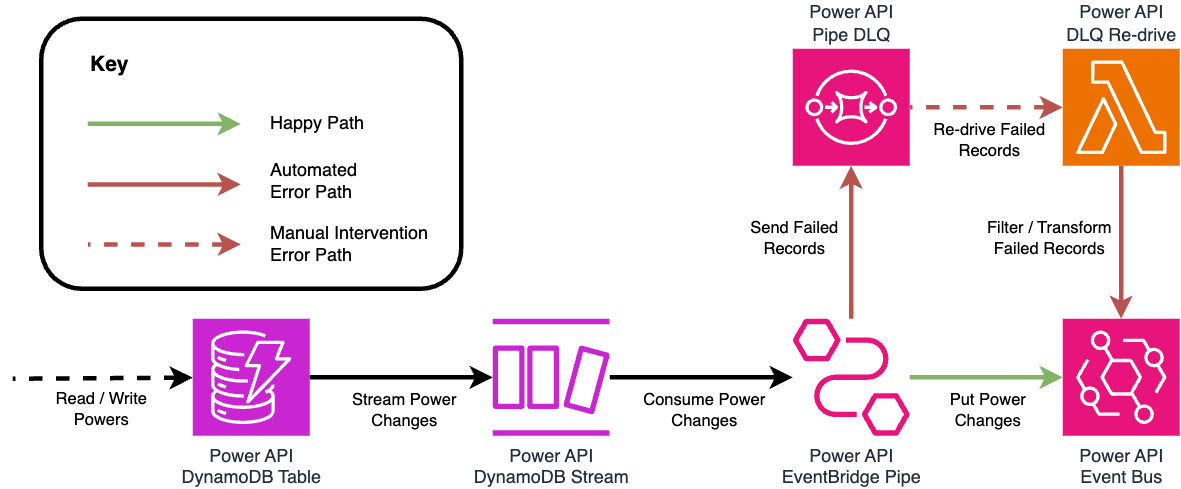 Key
Happy Path
Automated
Error Path
Manual Intervention
Error Path
Power API
Pipe DLQ
Power API
DLQ Re-drive
Re-drive Failed
Records
Send Failed
Records
Filter / Transform
Failed Records
Read / Write
Powers
Stream Power
Changes
Consume Power
Changes
Put Power
Changes
Power API
DynamoDB Table
Power API
DynamoDB Stream
Power API
EventBridge Pipe
Power API
Event Bus